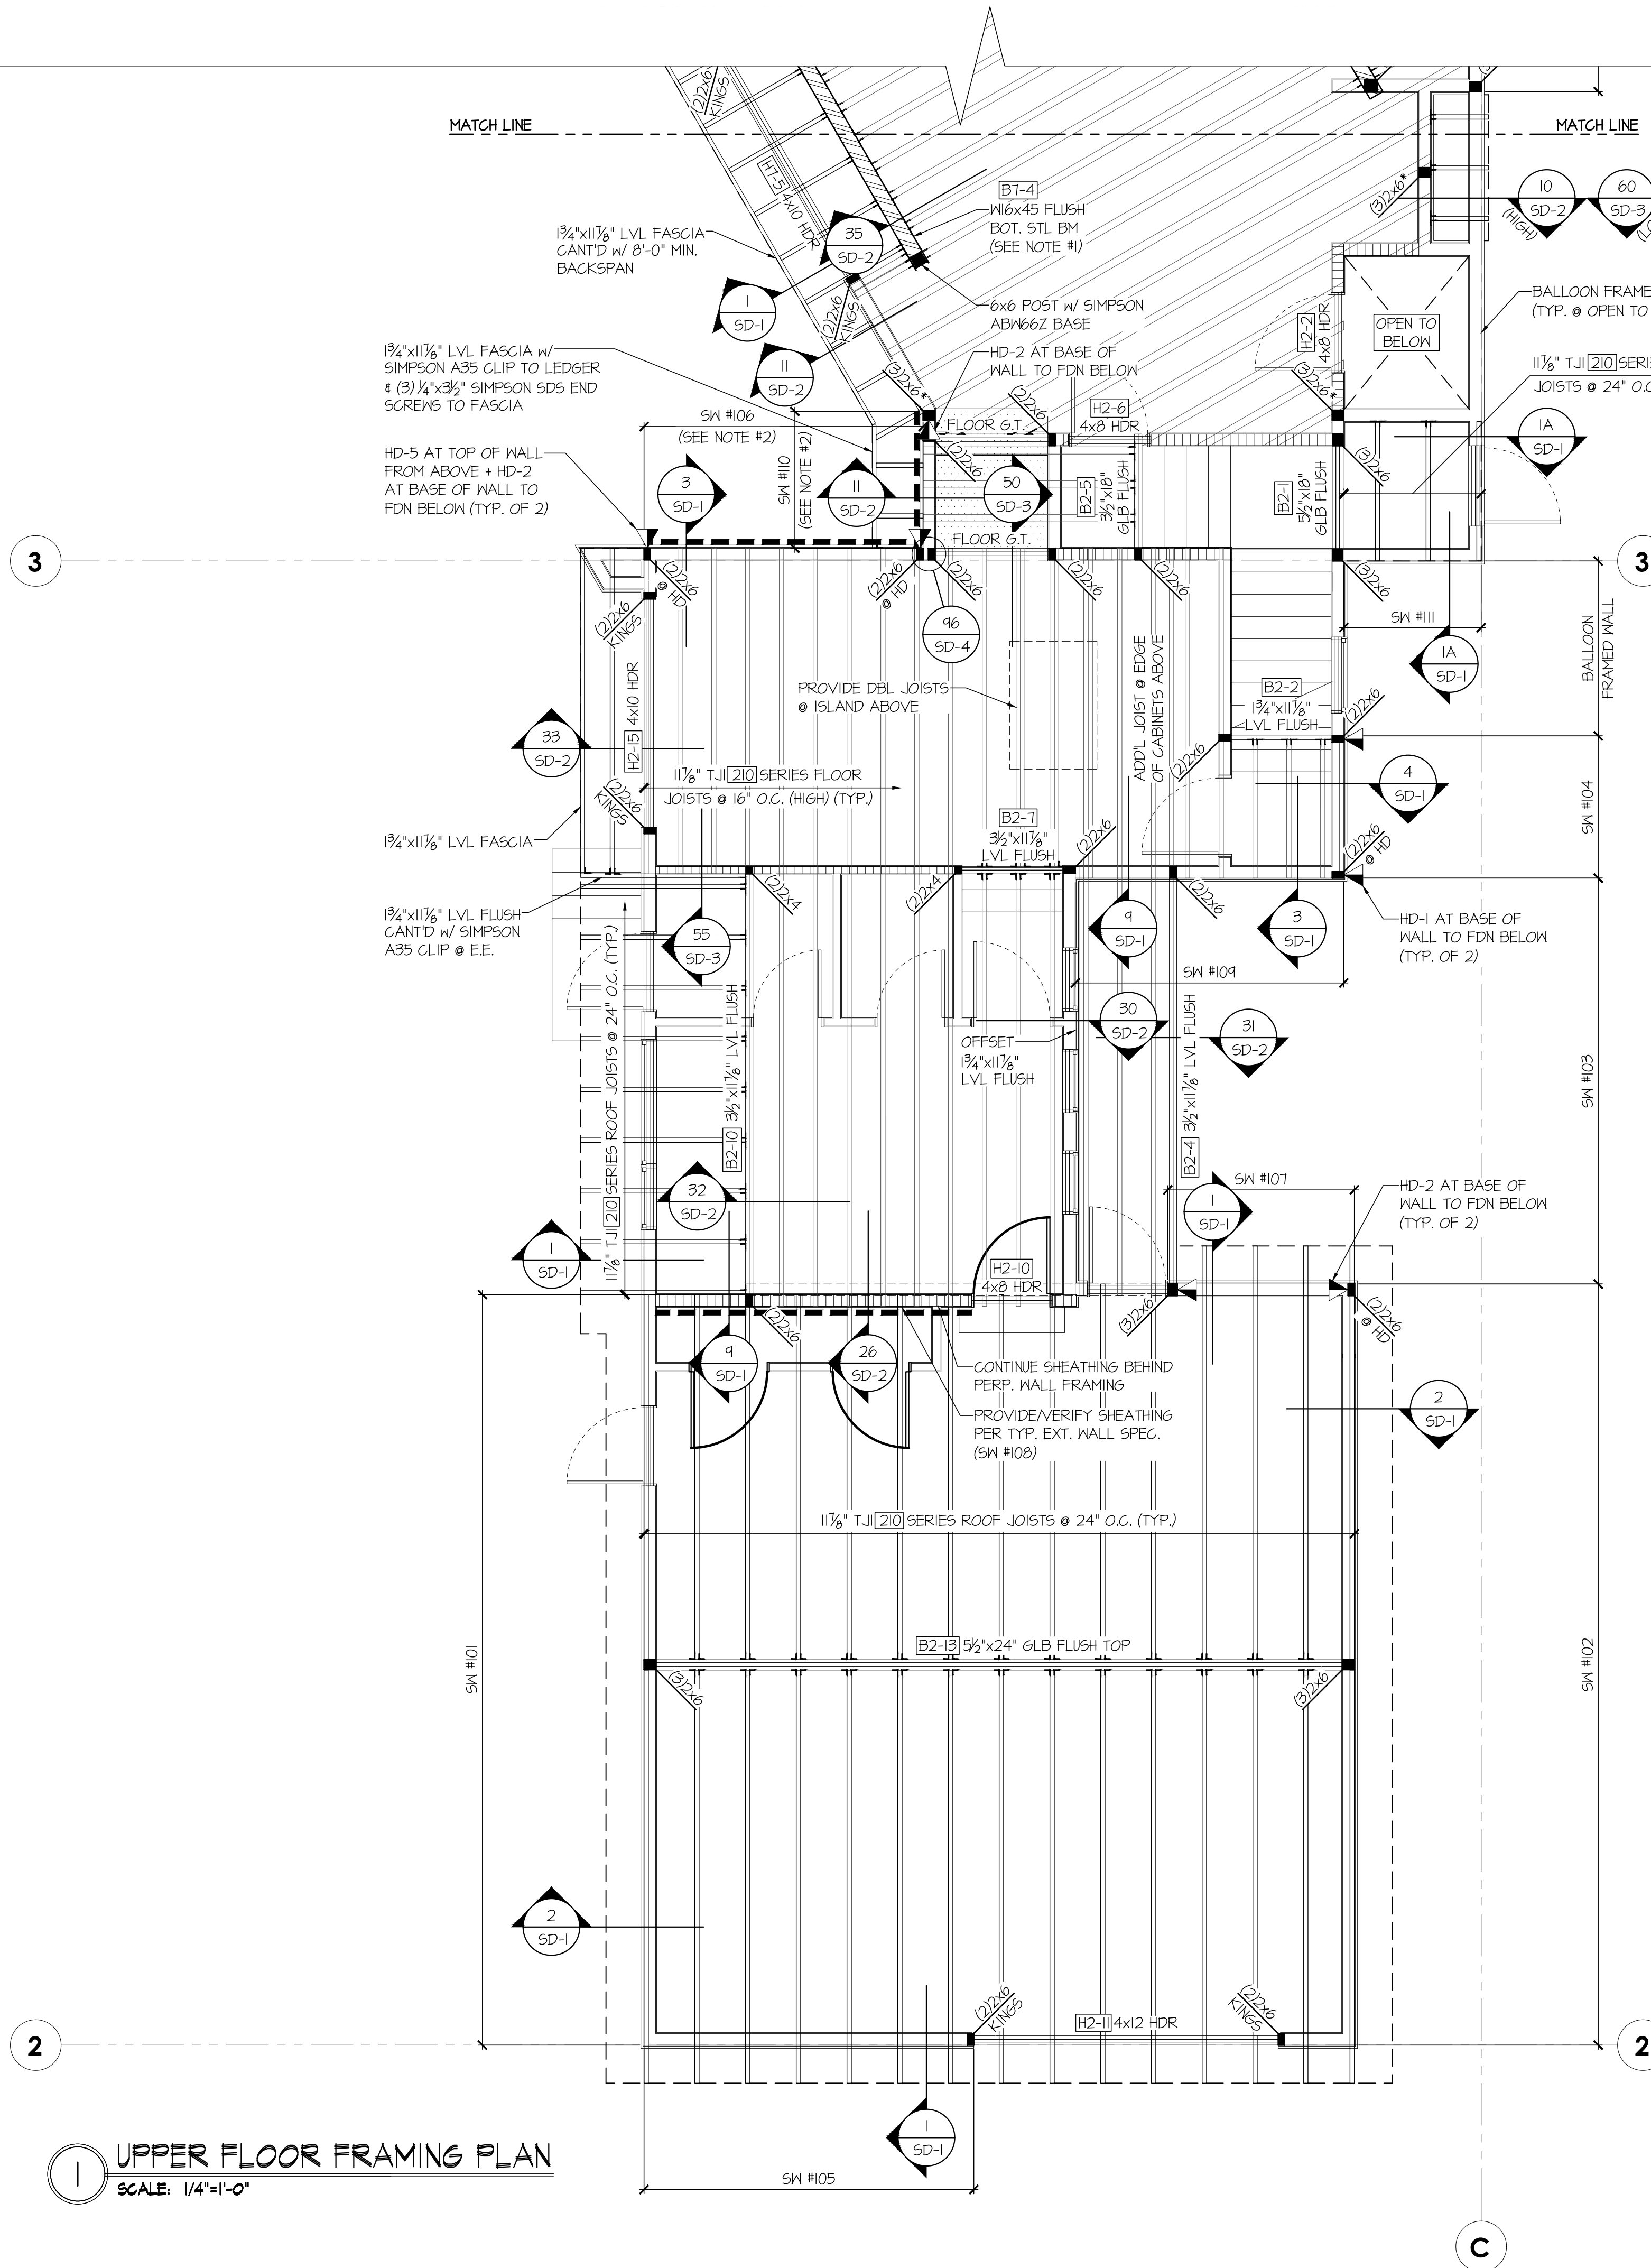 MATCH LINE
MATCH LINE
(2)2x6
KINGS
H7-5 4x10 HDR
B7-4
W16x45 FLUSH
BOT. STL BM
(SEE NOTE #1)
(3)2x6*
10
SD-2
(HIGH)
60
SD-3
1¾"x11⅞" LVL FASCIA
CANT'D w/ 8'-0" MIN.
BACKSPAN
35
SD-2
1
SD-1
(2)2x6
KINGS
6x6 POST w/ SIMPSON
ABW66Z BASE
H2-2
4x8 HDR
OPEN TO
BELOW
BALLOON FRAME
(TYP. @ OPEN TO
1¾"x11⅞" LVL FASCIA w/
SIMPSON A35 CLIP TO LEDGER
& (3) ¼"x3½" SIMPSON SDS END
SCREWS TO FASCIA
11
SD-2
(3)2x6*
HD-2 AT BASE OF
WALL TO FDN BELOW
(3)2x6*
11⅞" TJI 210 SERI
JOISTS @ 24" O.C
SW #106
(SEE NOTE #2)
SW #110
(SEE NOTE #2)
(2)2x6
H2-6
4x8 HDR
FLOOR G.T.
(2)2x6
1A
SD-1
HD-5 AT TOP OF WALL
FROM ABOVE + HD-2
AT BASE OF WALL TO
FDN BELOW (TYP. OF 2)
3
SD-1
11
SD-2
50
SD-3
B2-5
3½"x18"
GLB FLUSH
B2-1
5½"x18"
GLB FLUSH
(3)2x6
FLOOR G.T.
3
3
(2)2x6
@ HD
(2)2x6
@ HD
(2)2x6
(2)2x6
(2)2x6
(3)2x6
(2)2x6
KINGS
96
SD-4
SW #111
1A
SD-1
BALLOON
FRAMED WALL
H2-15 4x10 HDR
PROVIDE DBL JOISTS
@ ISLAND ABOVE
ADD'L JOIST @ EDGE
OF CABINETS ABOVE
B2-2
1¾"x11⅞"
LVL FLUSH
(2)2x6
33
SD-2
(2)2x6
11⅞" TJI 210 SERIES FLOOR
JOISTS @ 16" O.C. (HIGH) (TYP.)
(2)2x6
KINGS
4
SD-1
SW #104
B2-7
3½"x11⅞"
LVL FLUSH
(2)2x6
(2)2x6
@ HD
1¾"x11⅞" LVL FASCIA
(2)2x4
(2)2x4
(2)2x6
1¾"x11⅞" LVL FLUSH
CANT'D w/ SIMPSON
A35 CLIP @ E.E.
55
SD-3
9
SD-1
3
SD-1
HD-1 AT BASE OF
WALL TO FDN BELOW
(TYP. OF 2)
SW #109
11⅞" TJI 210 SERIES ROOF JOISTS @ 24" O.C. (TYP.)
B2-10 3½"x11⅞" LVL FLUSH
OFFSET
1¾"x11⅞"
LVL FLUSH
30
SD-2
31
SD-2
B2-4 3½"x11⅞" LVL FLUSH
SW #103
32
SD-2
SW #107
HD-2 AT BASE OF
WALL TO FDN BELOW
(TYP. OF 2)
1
SD-1
1
SD-1
H2-10
4x8 HDR
(2)2x6
(3)2x6
(2)2x6
@ HD
9
SD-1
26
SD-2
CONTINUE SHEATHING BEHIND
PERP. WALL FRAMING
PROVIDE/VERIFY SHEATHING
PER TYP. EXT. WALL SPEC.
(SW #108)
2
SD-1
11⅞" TJI 210 SERIES ROOF JOISTS @ 24" O.C. (TYP.)
SW #101
B2-13 5½"x24" GLB FLUSH TOP
(3)2x6
(3)2x6
SW #102
2
SD-1
(2)2x6
KINGS
H2-11 4x12 HDR
(2)2x6
KINGS
2
2
1
SD-1
SW #105
1
UPPER FLOOR FRAMING PLAN
SCALE: 1/4"=1'-0"
C